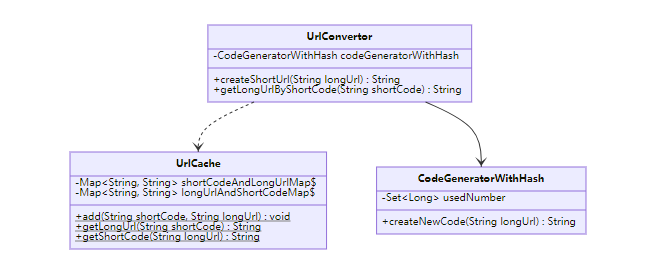 UrlConvertor
-CodeGeneratorWithHash codeGeneratorWithHash
+createShortUrl(String longUrl) : String
+getLongUrlByShortCode(String shortCode) : String
UrlCache
-Map<String, String> shortCodeAndLongUrlMap$
-Map<String, String> longUrlAndShortCodeMap$
+add(String shortCode, String longUrl) : void
+getLongUrl(String shortCode) : String
+getShortCode(String longUrl) : String
CodeGeneratorWithHash
-Set<Long> usedNumber
+createNewCode(String longUrl) : String